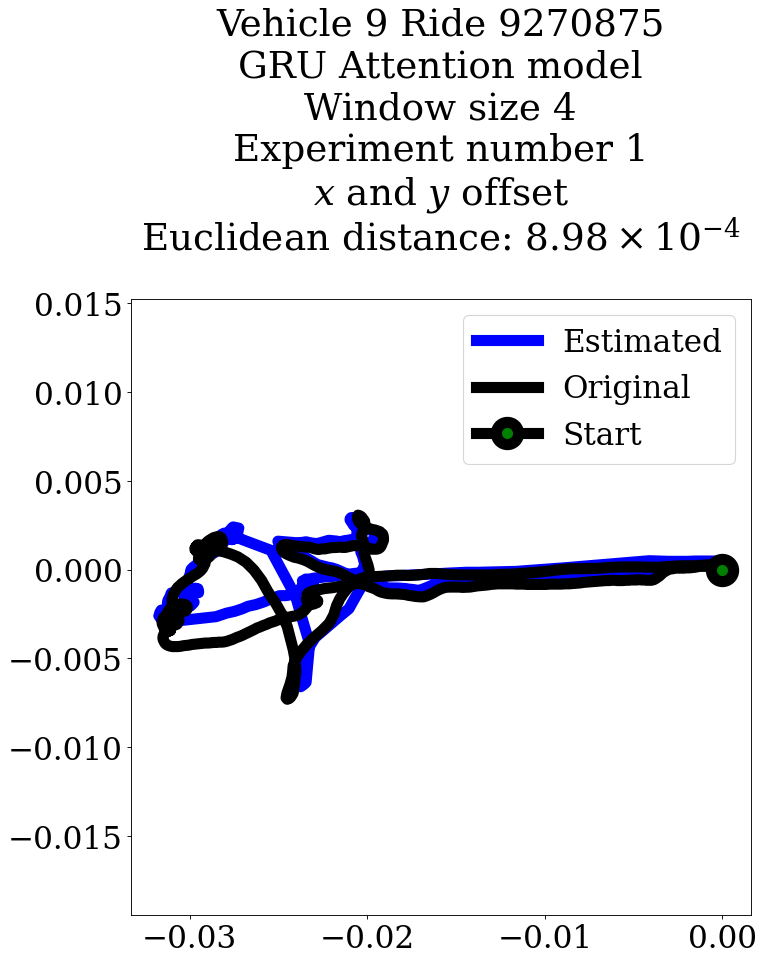 Vehicle 9 Ride 9270875
GRU Attention model
Window size 4
Experiment number 1
x and y offset
Euclidean distance: 8.98 × 10⁻⁴
Estimated
Original
Start
0.015
0.010
0.005
0.000
−0.005
−0.010
−0.015
−0.03
−0.02
−0.01
0.00